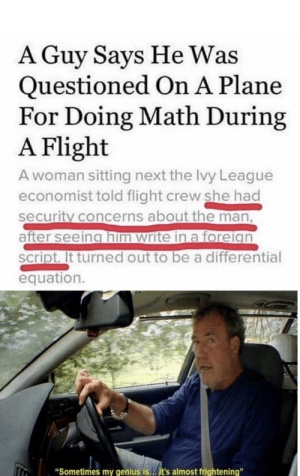 A Guy Says He Was
Questioned On A Plane
For Doing Math During
A Flight
A woman sitting next the Ivy League
economist told flight crew she had
security concerns about the man,
after seeing him write in a foreign
script. It turned out to be a differential
equation.
"Sometimes my genius is... it's almost frightening"